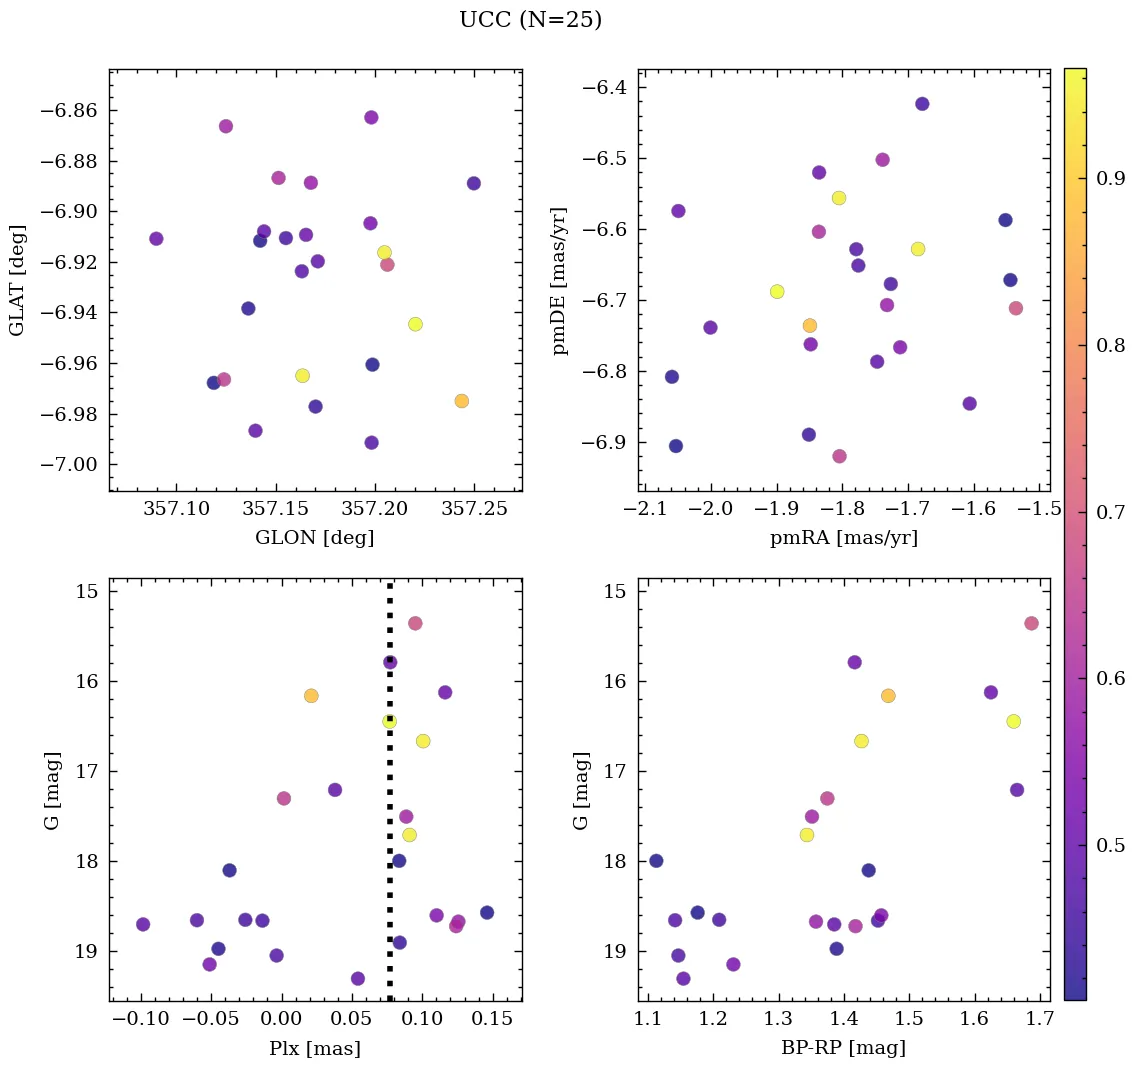 UCC (N=25)
−6.86
−6.88
−6.90
−6.92
−6.94
−6.96
−6.98
−7.00
GLAT [deg]
357.10 357.15 357.20 357.25
GLON [deg]
−6.4
−6.5
−6.6
−6.7
−6.8
−6.9
pmDE [mas/yr]
−2.1 −2.0 −1.9 −1.8 −1.7 −1.6 −1.5
pmRA [mas/yr]
15
16
17
18
19
G [mag]
−0.10 −0.05 0.00 0.05 0.10 0.15
Plx [mas]
15
16
17
18
19
G [mag]
1.1 1.2 1.3 1.4 1.5 1.6 1.7
BP-RP [mag]
0.9
0.8
0.7
0.6
0.5